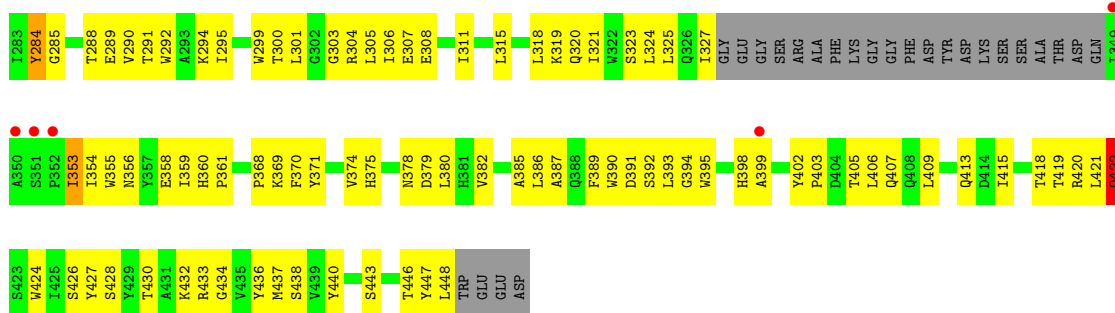 I283 Y284 G285 T288 E289 V290 T291 W292 A293 K294 I295 W299 T300 L301 G302 G303 R304 L305 I306 E307 E308 I311 L315 L318 K319 Q320 I321 W322 S323 L324 L325 Q326 I327 GLY GLU GLY SER ARG ALA PHE LYS GLY GLY PHE ASP TYR ASP LYS SER SER ALA THR ASP GLN
A350 S351 P352 I353 I354 W355 N356 Y357 E358 I359 H360 P361 P368 K369 F370 Y371 V374 H375 N378 D379 L380 H381 V382 A385 L386 A387 Q388 F389 W390 D391 S392 L393 G394 W395 H398 A399 Y402 P403 D404 T405 L406 Q407 Q408 L409 Q413 D414 I415 T418 T419 R420 L421
S423 W424 I425 S426 Y427 S428 Y429 T430 A431 K432 R433 G434 V435 Y436 M437 S438 V439 Y440 S443 T446 Y447 L448 TRP GLU GLU ASP